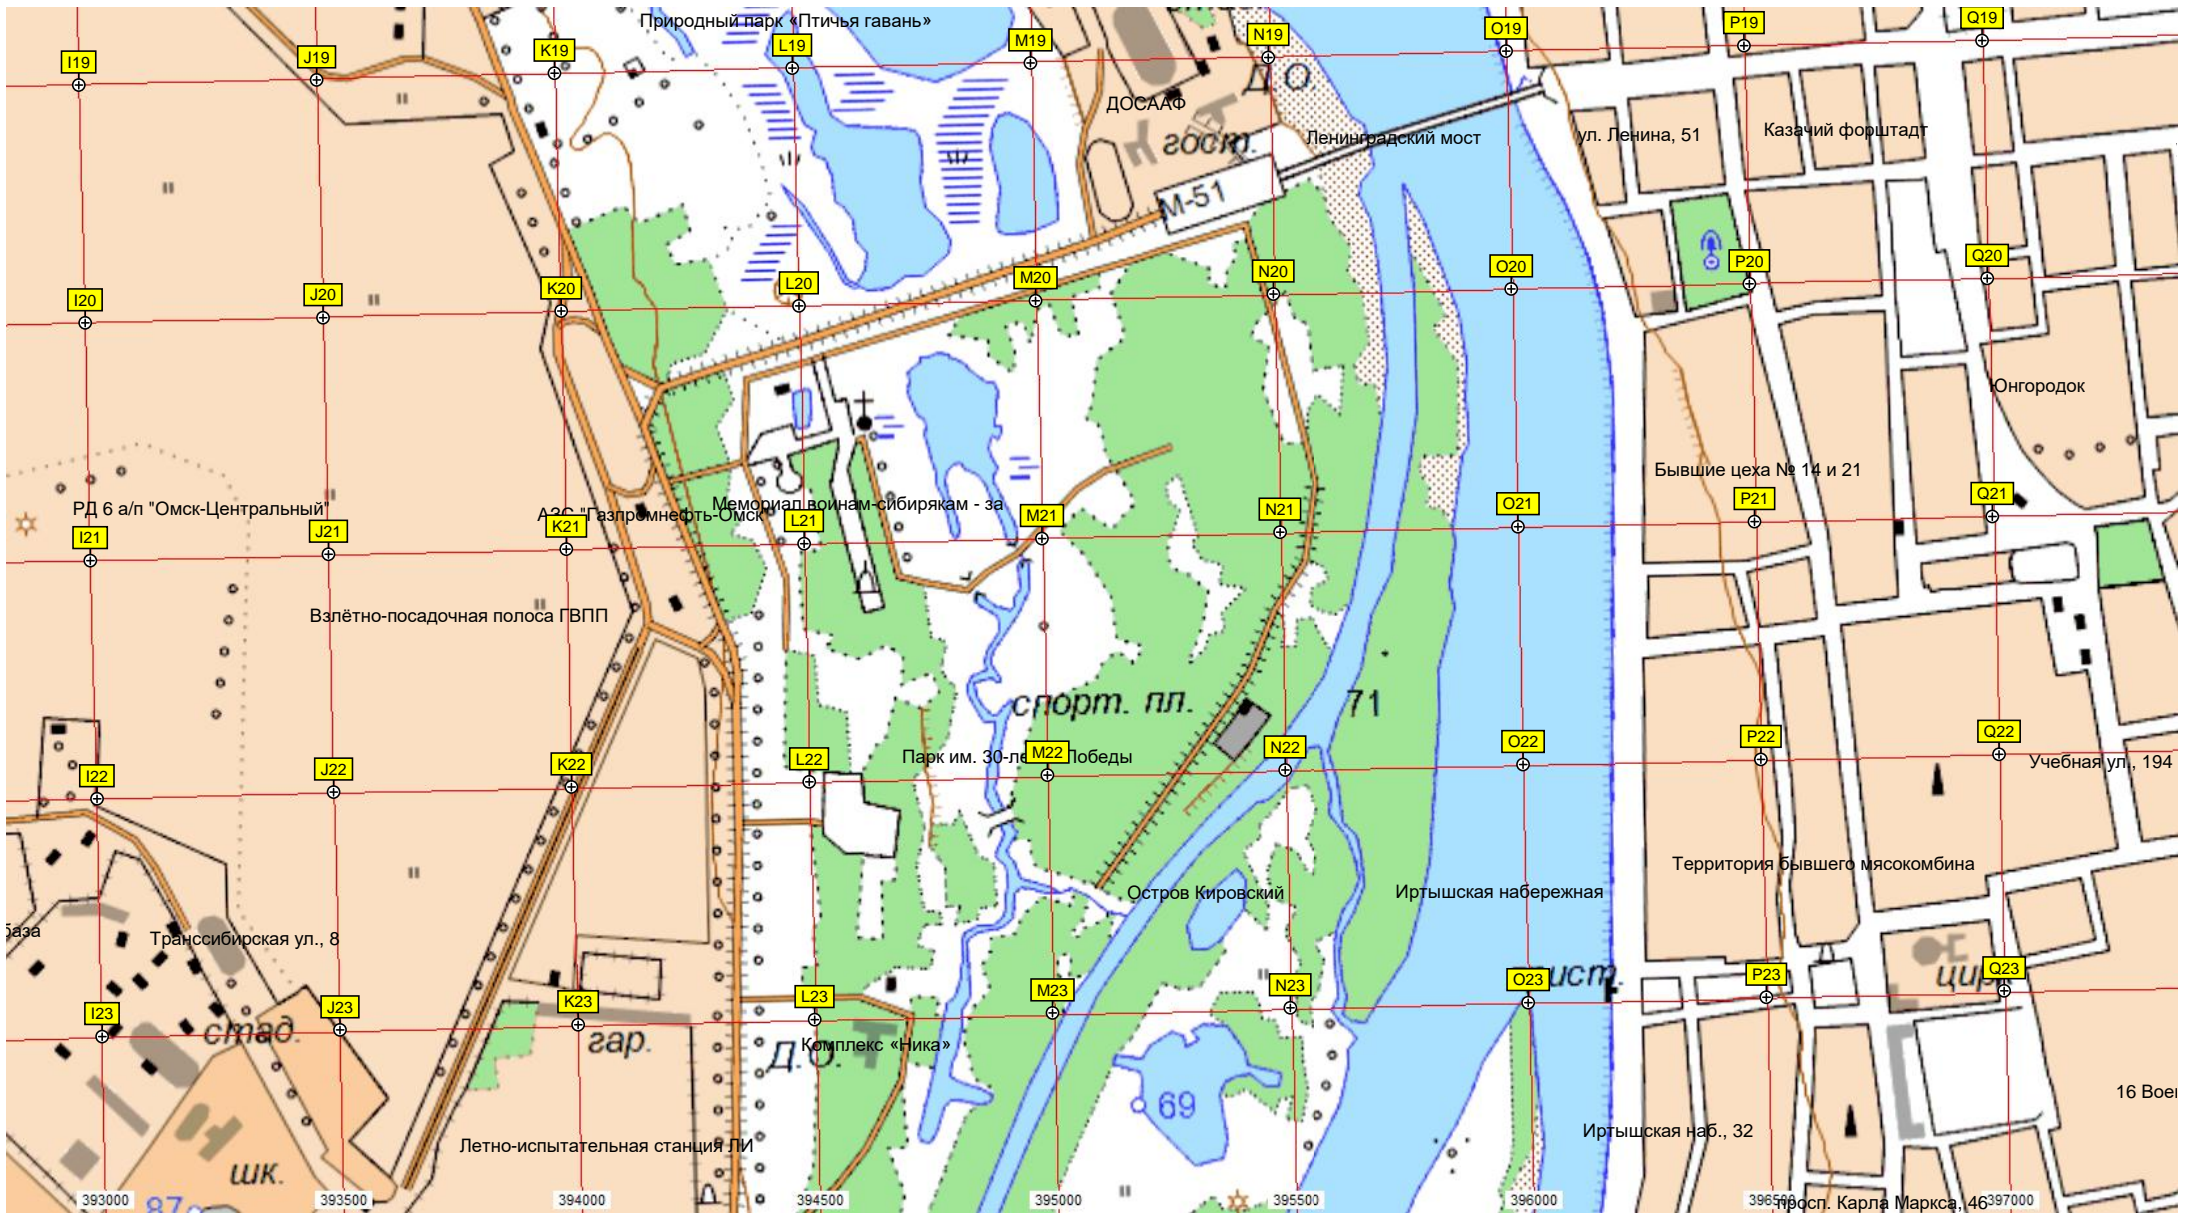 Природный парк «Птичья гавань»
I19
J19
K19
L19
M19
N19
O19
P19
Q19
ДОСААФ
Д.О.
гост.
Ленинградский мост
ул. Ленина, 51
Казачий форштадт
М-51
I20
J20
K20
L20
M20
N20
O20
P20
Q20
Юнгородок
Бывшие цеха № 14 и 21
РД 6 а/п "Омск-Центральный"
АЗС "Газпромнефть-Омск"
Мемориал воинам-сибирякам - за
I21
J21
K21
L21
M21
N21
O21
P21
Q21
Взлётно-посадочная полоса ГВПП
спорт. пл.
71
Парк им. 30-ле Победы
I22
J22
K22
L22
M22
N22
O22
P22
Q22
Учебная ул., 194
Территория бывшего мясокомбина
Остров Кировский
Иртышская набережная
база
Транссибирская ул., 8
I23
J23
K23
L23
M23
N23
O23
P23
Q23
ист.
цирк
стад.
гар.
Д.О.
Комплекс «Ника»
69
16 Воен
Иртышская наб., 32
Летно-испытательная станция ЛИ
шк.
87
393000
393500
394000
394500
395000
395500
396000
396500
397000
просп. Карла Маркса, 46